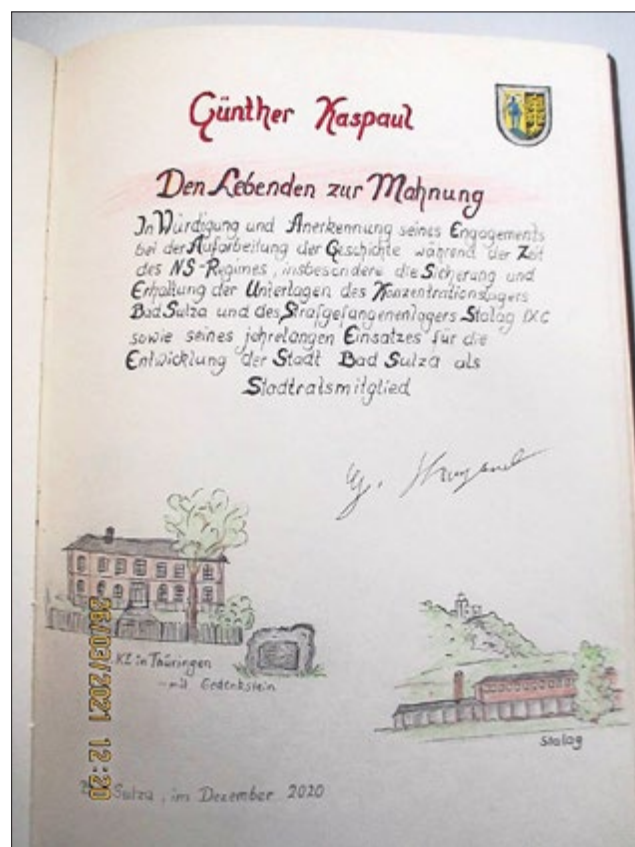 Günther Kaspaul
Den Lebenden zur Mahnung
In Würdigung und Anerkennung seines Engagements
bei der Aufarbeitung der Geschichte während der Zeit
des NS-Regimes, insbesondere die Sicherung und
Erhaltung der Unterlagen des Konzentrationslagers
Bad Sulza und des Strafgefangenenlagers Stalag IX C
sowie seines jahrelangen Einsatzes für die
Entwicklung der Stadt Bad Sulza als
Stadtratsmitglied
G.
KZ in Thüringen
mit Gedenkstein
Stalag
Sulza, im Dezember 2020
26/03/2021 12:20